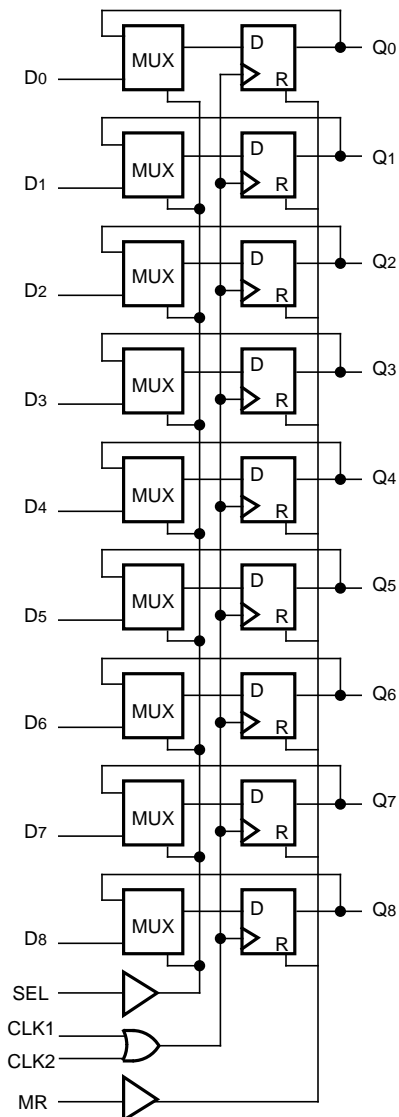 D0 MUX D R Q0
D1 MUX D R Q1
D2 MUX D R Q2
D3 MUX D R Q3
D4 MUX D R Q4
D5 MUX D R Q5
D6 MUX D R Q6
D7 MUX D R Q7
D8 MUX D R Q8
SEL
CLK1
CLK2
MR